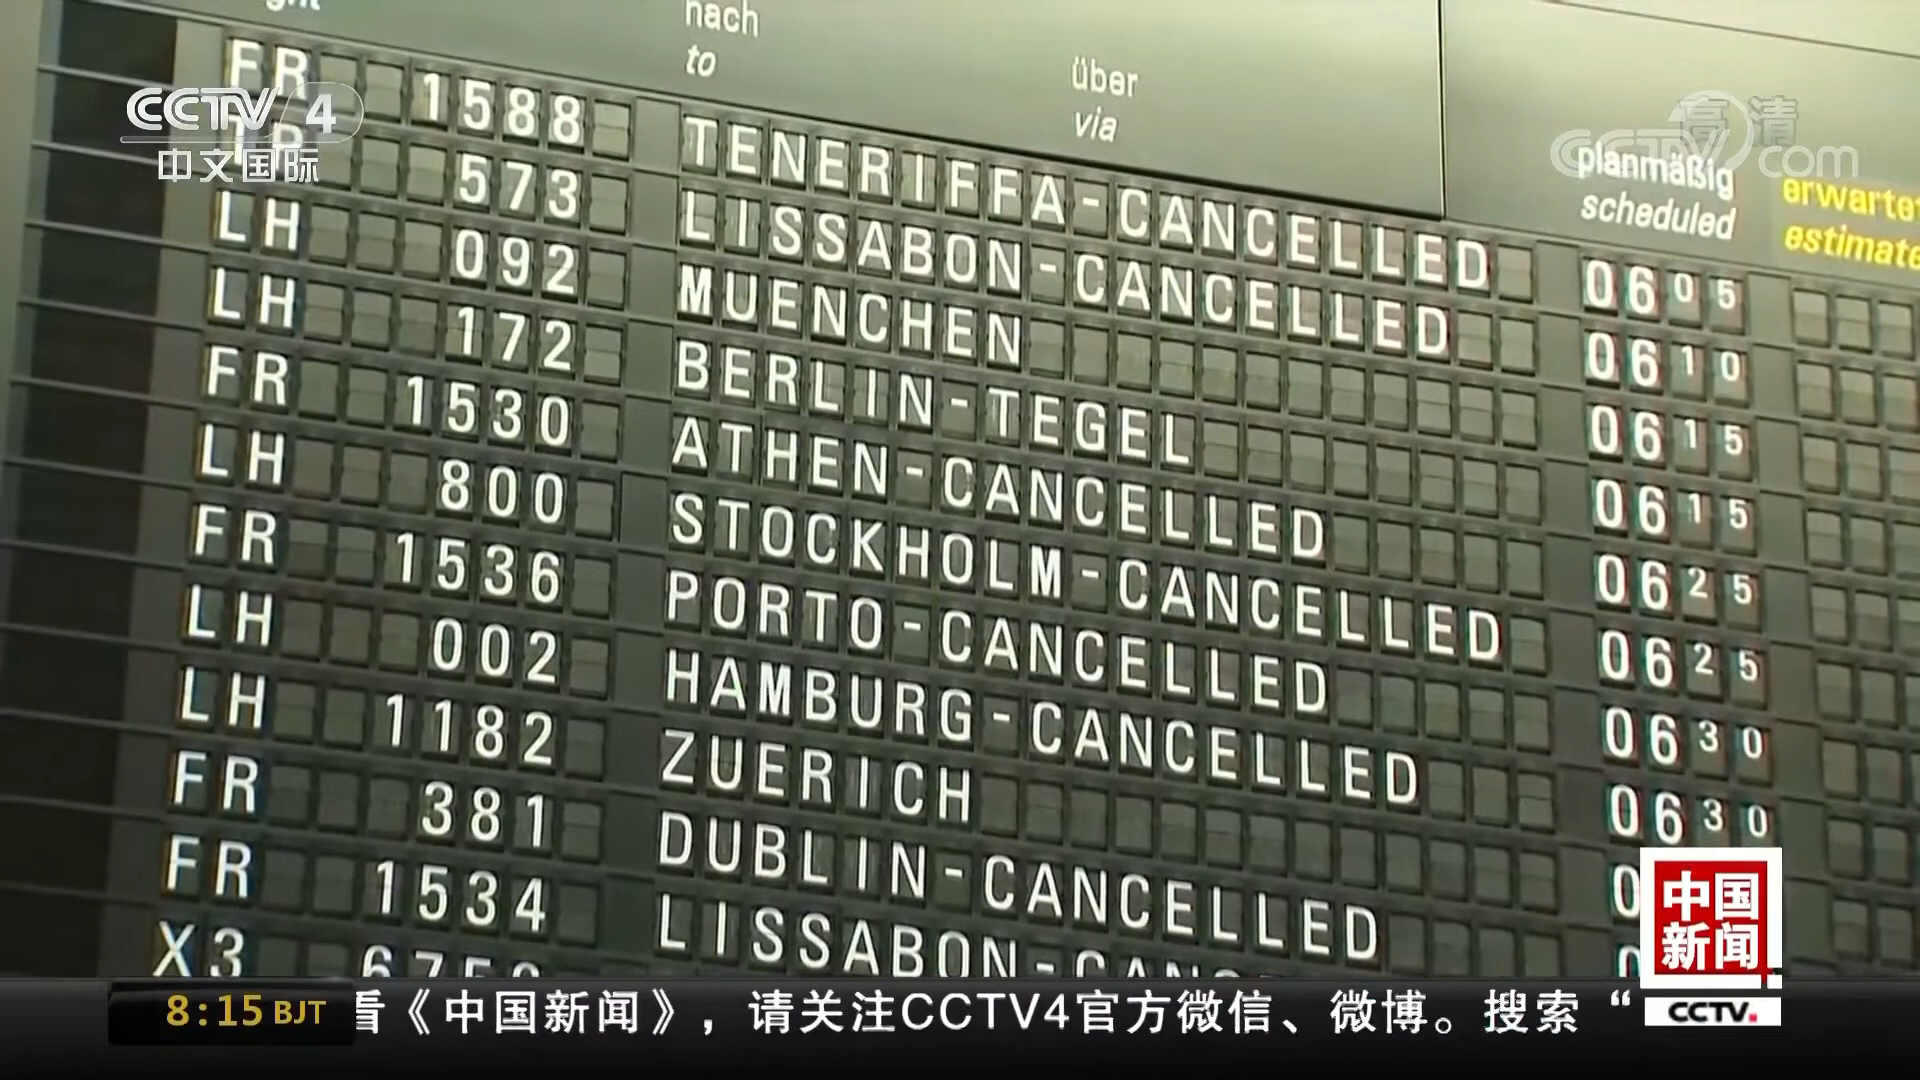 nach
to
über
via
planmäßig
scheduled
CCTV 4
中文国际
高清
CCTV com
FR 1588 TENERIFFA-CANCELLED 0605
TP 573 LISSABON-CANCELLED 0610
LH 092 MUENCHEN 0615
LH 172 BERLIN-TEGEL 0615
FR 1530 ATHEN-CANCELLED 0625
LH 800 STOCKHOLM-CANCELLED 0625
FR 1536 PORTO-CANCELLED 0630
LH 002 HAMBURG-CANCELLED 0630
LH 1182 ZUERICH
FR 381 DUBLIN-CANCELLED
FR 1534 LISSABON-CANC
X3
中国
新闻
CCTV.
8:15 BJT 看《中国新闻》，请关注CCTV4官方微信、微博。搜索“